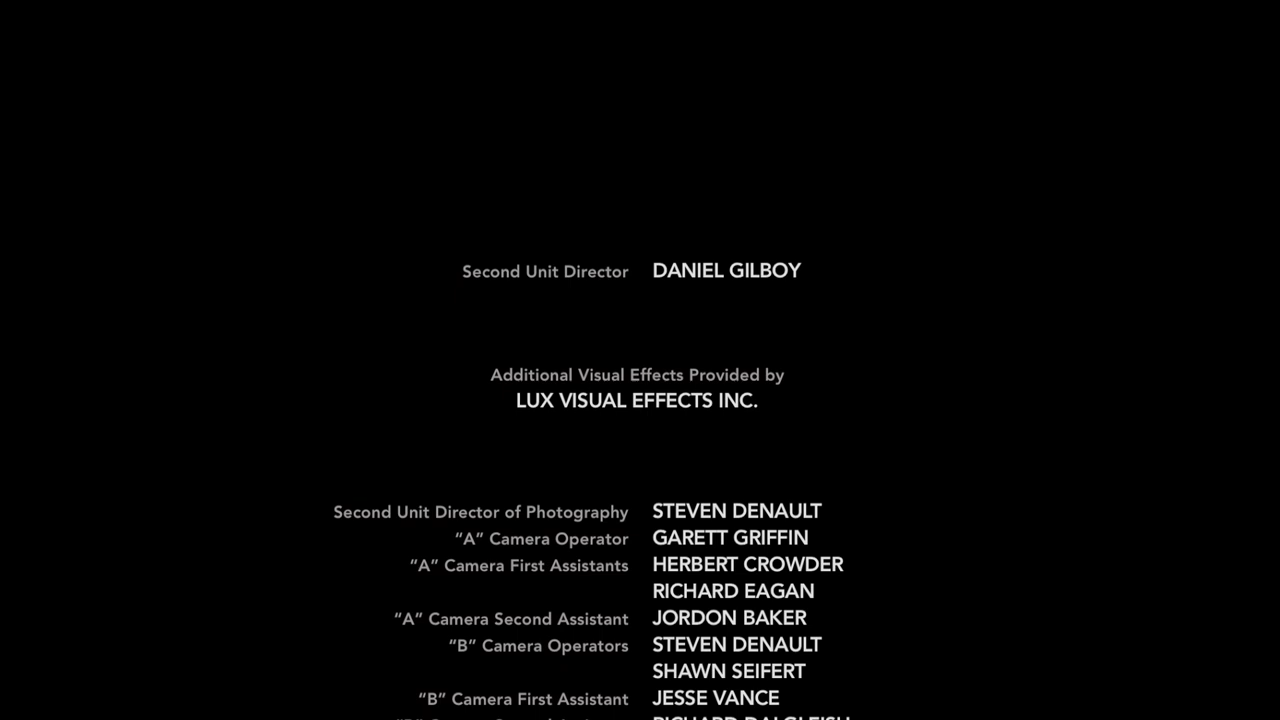 Second Unit Director DANIEL GILBOY
Additional Visual Effects Provided by
LUX VISUAL EFFECTS INC.
Second Unit Director of Photography STEVEN DENAULT
“A” Camera Operator GARETT GRIFFIN
“A” Camera First Assistants HERBERT CROWDER
RICHARD EAGAN
“A” Camera Second Assistant JORDON BAKER
“B” Camera Operators STEVEN DENAULT
SHAWN SEIFERT
“B” Camera First Assistant JESSE VANCE
RICHARD DALGLEISH